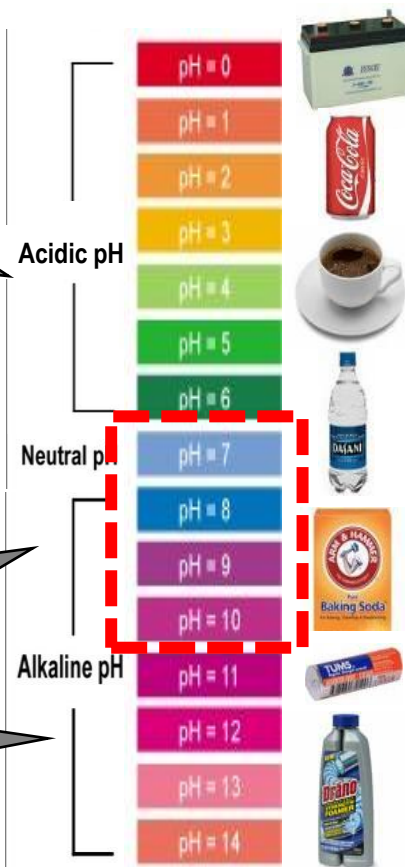 pH = 0
pH = 1
Coca-Cola
pH = 2
pH = 3
Acidic pH
pH = 4
pH = 5
pH = 6
Neutral pH
pH = 7
DASANI
pH = 8
ARM & HAMMER
pH = 9
Pure
Baking Soda
pH = 10
Alkaline pH
pH = 11
TUMS
pH = 12
Drano
pH = 13
FOAMER
pH = 14